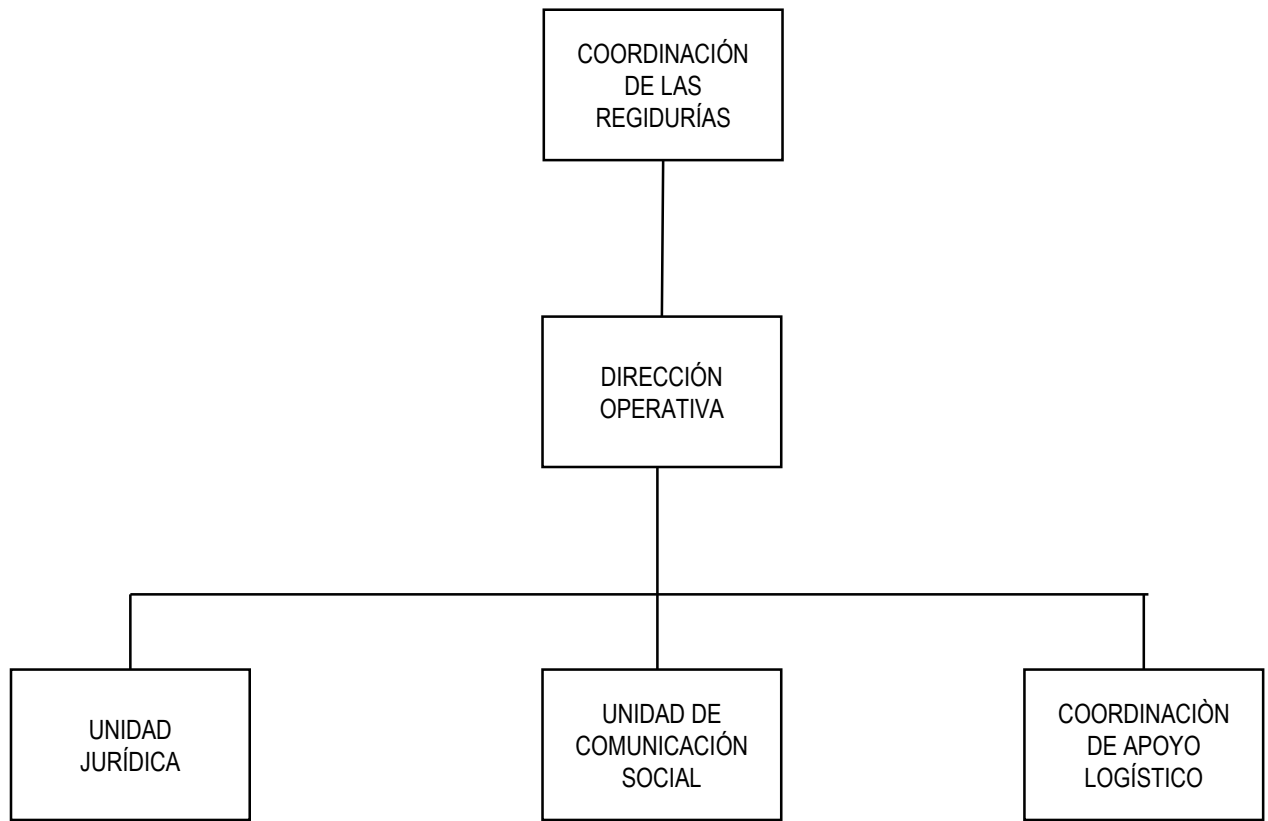 COORDINACIÓN
DE LAS
REGIDURÍAS
DIRECCIÓN
OPERATIVA
UNIDAD
JURÍDICA
UNIDAD DE
COMUNICACIÓN
SOCIAL
COORDINACIÒN
DE APOYO
LOGÍSTICO